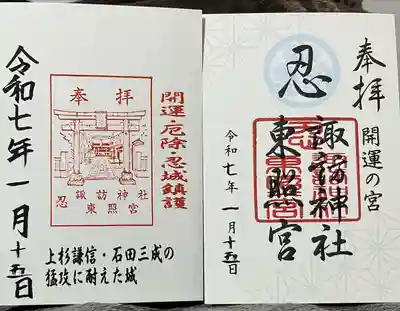 開運・厄除・忍城鎮護
奉拝
忍 諏訪神社
東照宮
上杉謙信・石田三成の
猛攻に耐えた城
令和七年一月十五日
奉拝
開運の宮
忍
諏訪神社
東照宮
令和七年一月十五日